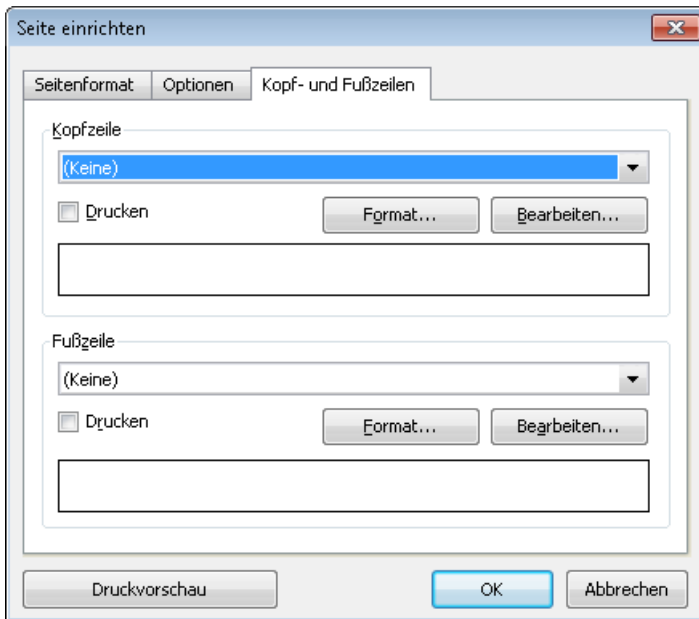 Seite einrichten
Seitenformat Optionen Kopf- und Fußzeilen
Kopfzeile
(Keine)
Drucken Format... Bearbeiten...
Fußzeile
(Keine)
Drucken Format... Bearbeiten...
Druckvorschau OK Abbrechen